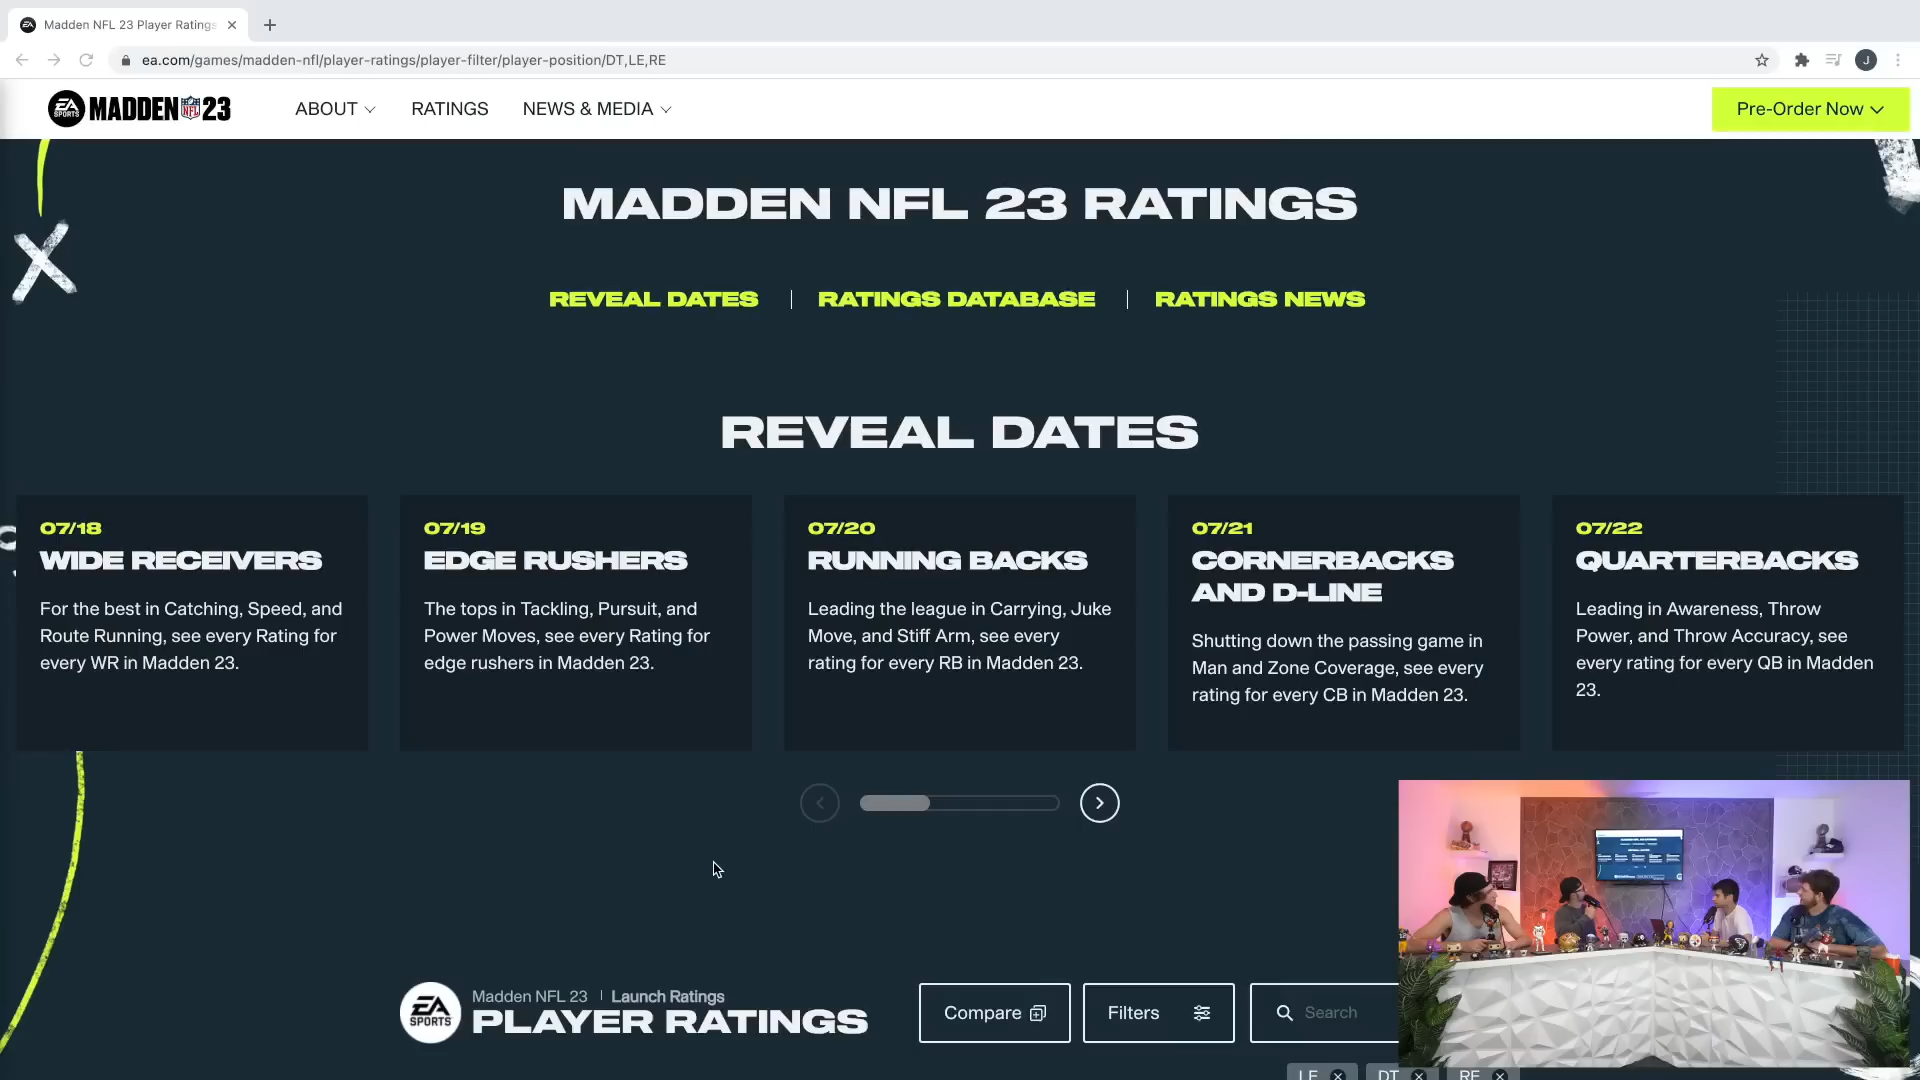 Madden NFL 23 Player Ratings
ea.com/games/madden-nfl/player-ratings/player-filter/player-position/DT,LE,RE
J
EA SPORTS MADDEN NFL 23
ABOUT
RATINGS
NEWS & MEDIA
Pre-Order Now
MADDEN NFL 23 RATINGS
REVEAL DATES
RATINGS DATABASE
RATINGS NEWS
REVEAL DATES
07/18
WIDE RECEIVERS
For the best in Catching, Speed, and
Route Running, see every Rating for
every WR in Madden 23.
07/19
EDGE RUSHERS
The tops in Tackling, Pursuit, and
Power Moves, see every Rating for
edge rushers in Madden 23.
07/20
RUNNING BACKS
Leading the league in Carrying, Juke
Move, and Stiff Arm, see every
rating for every RB in Madden 23.
07/21
CORNERBACKS
AND D-LINE
Shutting down the passing game in
Man and Zone Coverage, see every
rating for every CB in Madden 23.
07/22
QUARTERBACKS
Leading in Awareness, Throw
Power, and Throw Accuracy, see
every rating for every QB in Madden
23.
EA SPORTS
Madden NFL 23 | Launch Ratings
PLAYER RATINGS
Compare
Filters
Search
LE
DT
RE